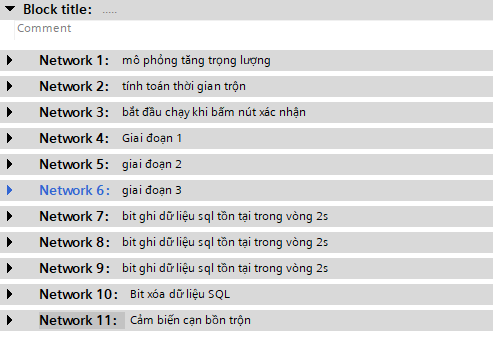 Block title: .....
Comment
Network 1: mô phỏng tăng trọng lượng
Network 2: tính toán thời gian trộn
Network 3: bắt đầu chạy khi bấm nút xác nhận
Network 4: Giai đoạn 1
Network 5: giai đoạn 2
Network 6: giai đoạn 3
Network 7: bit ghi dữ liệu sql tồn tại trong vòng 2s
Network 8: bit ghi dữ liệu sql tồn tại trong vòng 2s
Network 9: bit ghi dữ liệu sql tồn tại trong vòng 2s
Network 10: Bit xóa dữ liệu SQL
Network 11: Cảm biến cạn bồn trộn